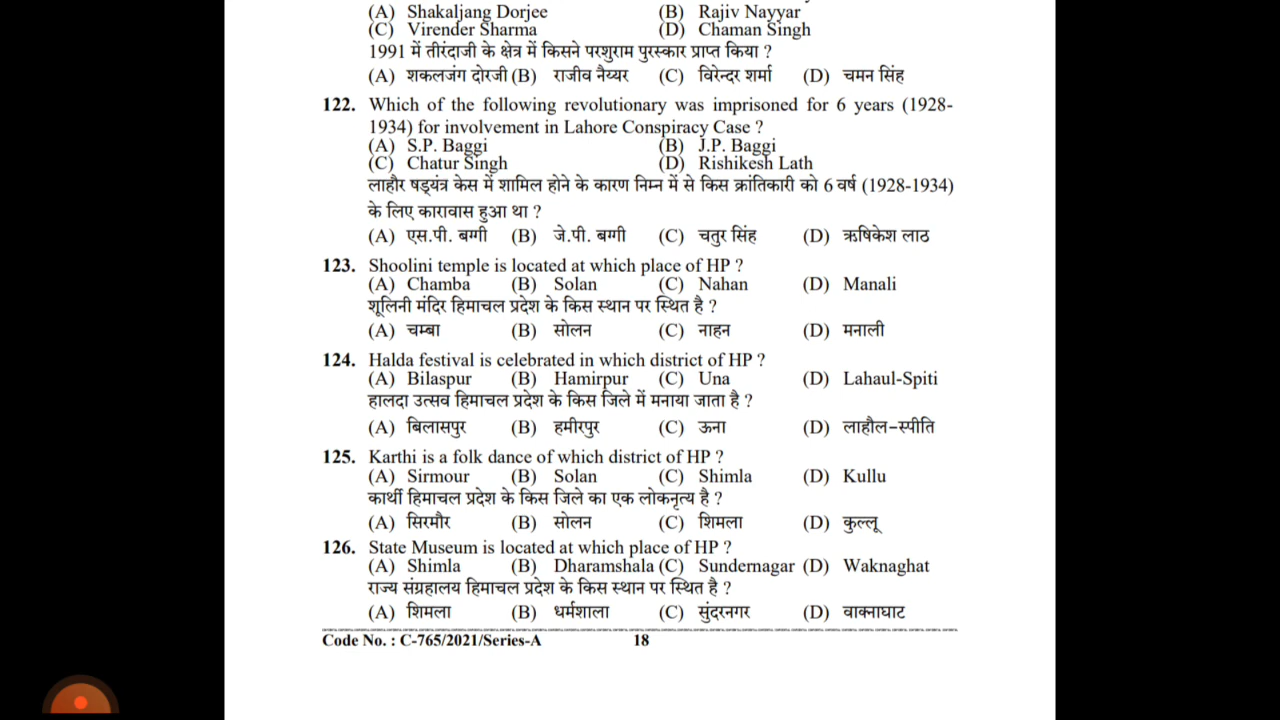 (A) Shakaljang Dorjee (B) Rajiv Nayyar
(C) Virender Sharma (D) Chaman Singh
1991 में तीरंदाजी के क्षेत्र में किसने परशुराम पुरस्कार प्राप्त किया ?
(A) शकलजंग दोरजी (B) राजीव नैय्यर (C) विरेन्दर शर्मा (D) चमन सिंह
122. Which of the following revolutionary was imprisoned for 6 years (1928-
1934) for involvement in Lahore Conspiracy Case ?
(A) S.P. Baggi (B) J.P. Baggi
(C) Chatur Singh (D) Rishikesh Lath
लाहौर षड्यंत्र केस में शामिल होने के कारण निम्न में से किस क्रांतिकारी को 6 वर्ष (1928-1934)
के लिए कारावास हुआ था ?
(A) एस.पी. बग्गी (B) जे.पी. बग्गी (C) चतुर सिंह (D) ऋषिकेश लाठ
123. Shoolini temple is located at which place of HP ?
(A) Chamba (B) Solan (C) Nahan (D) Manali
शूलिनी मंदिर हिमाचल प्रदेश के किस स्थान पर स्थित है ?
(A) चम्बा (B) सोलन (C) नाहन (D) मनाली
124. Halda festival is celebrated in which district of HP ?
(A) Bilaspur (B) Hamirpur (C) Una (D) Lahaul-Spiti
हालदा उत्सव हिमाचल प्रदेश के किस जिले में मनाया जाता है ?
(A) बिलासपुर (B) हमीरपुर (C) ऊना (D) लाहौल-स्पीति
125. Karthi is a folk dance of which district of HP ?
(A) Sirmour (B) Solan (C) Shimla (D) Kullu
कार्थी हिमाचल प्रदेश के किस जिले का एक लोकनृत्य है ?
(A) सिरमौर (B) सोलन (C) शिमला (D) कुल्लू
126. State Museum is located at which place of HP ?
(A) Shimla (B) Dharamshala (C) Sundernagar (D) Waknaghat
राज्य संग्रहालय हिमाचल प्रदेश के किस स्थान पर स्थित है ?
(A) शिमला (B) धर्मशाला (C) सुंदरनगर (D) वाक्नाघाट
Code No. : C-765/2021/Series-A 18